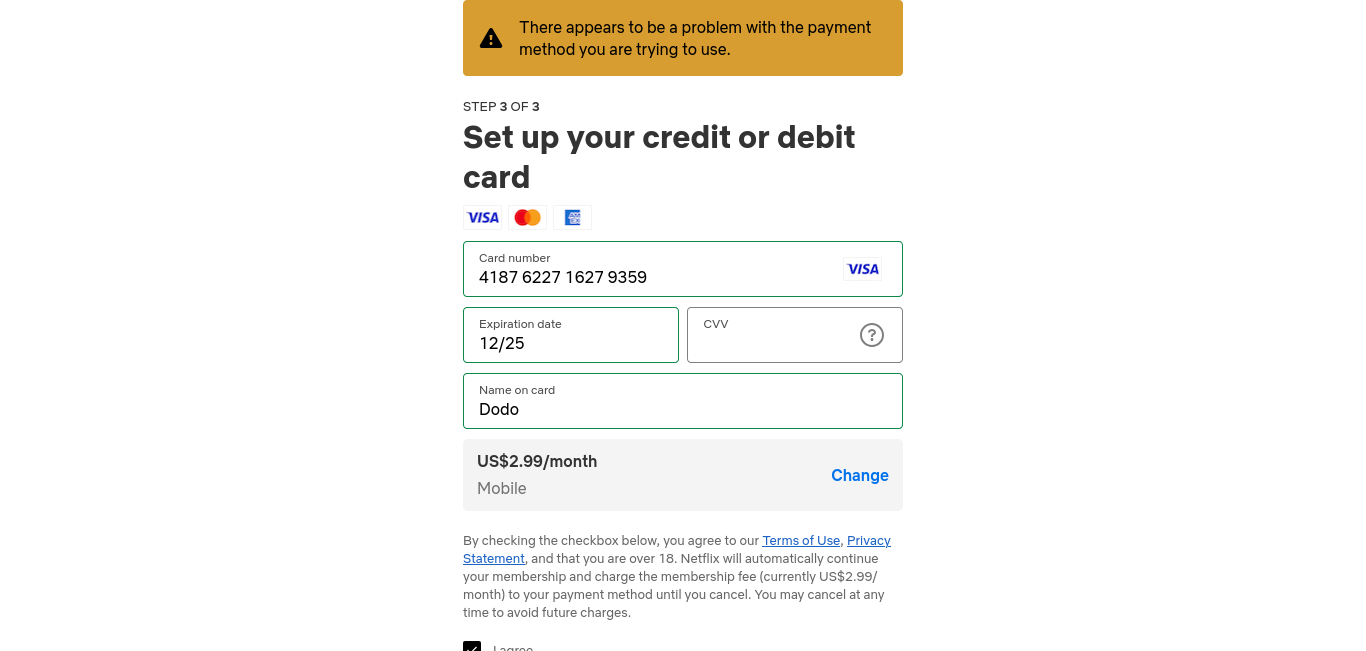 There appears to be a problem with the payment
method you are trying to use.
STEP 3 OF 3
Set up your credit or debit
card
VISA
Card number
4187 6227 1627 9359
VISA
Expiration date
12/25
CVV
?
Name on card
Dodo
US$2.99/month
Mobile
Change
By checking the checkbox below, you agree to our Terms of Use, Privacy
Statement, and that you are over 18. Netflix will automatically continue
your membership and charge the membership fee (currently US$2.99/
month) to your payment method until you cancel. You may cancel at any
time to avoid future charges.
I agree